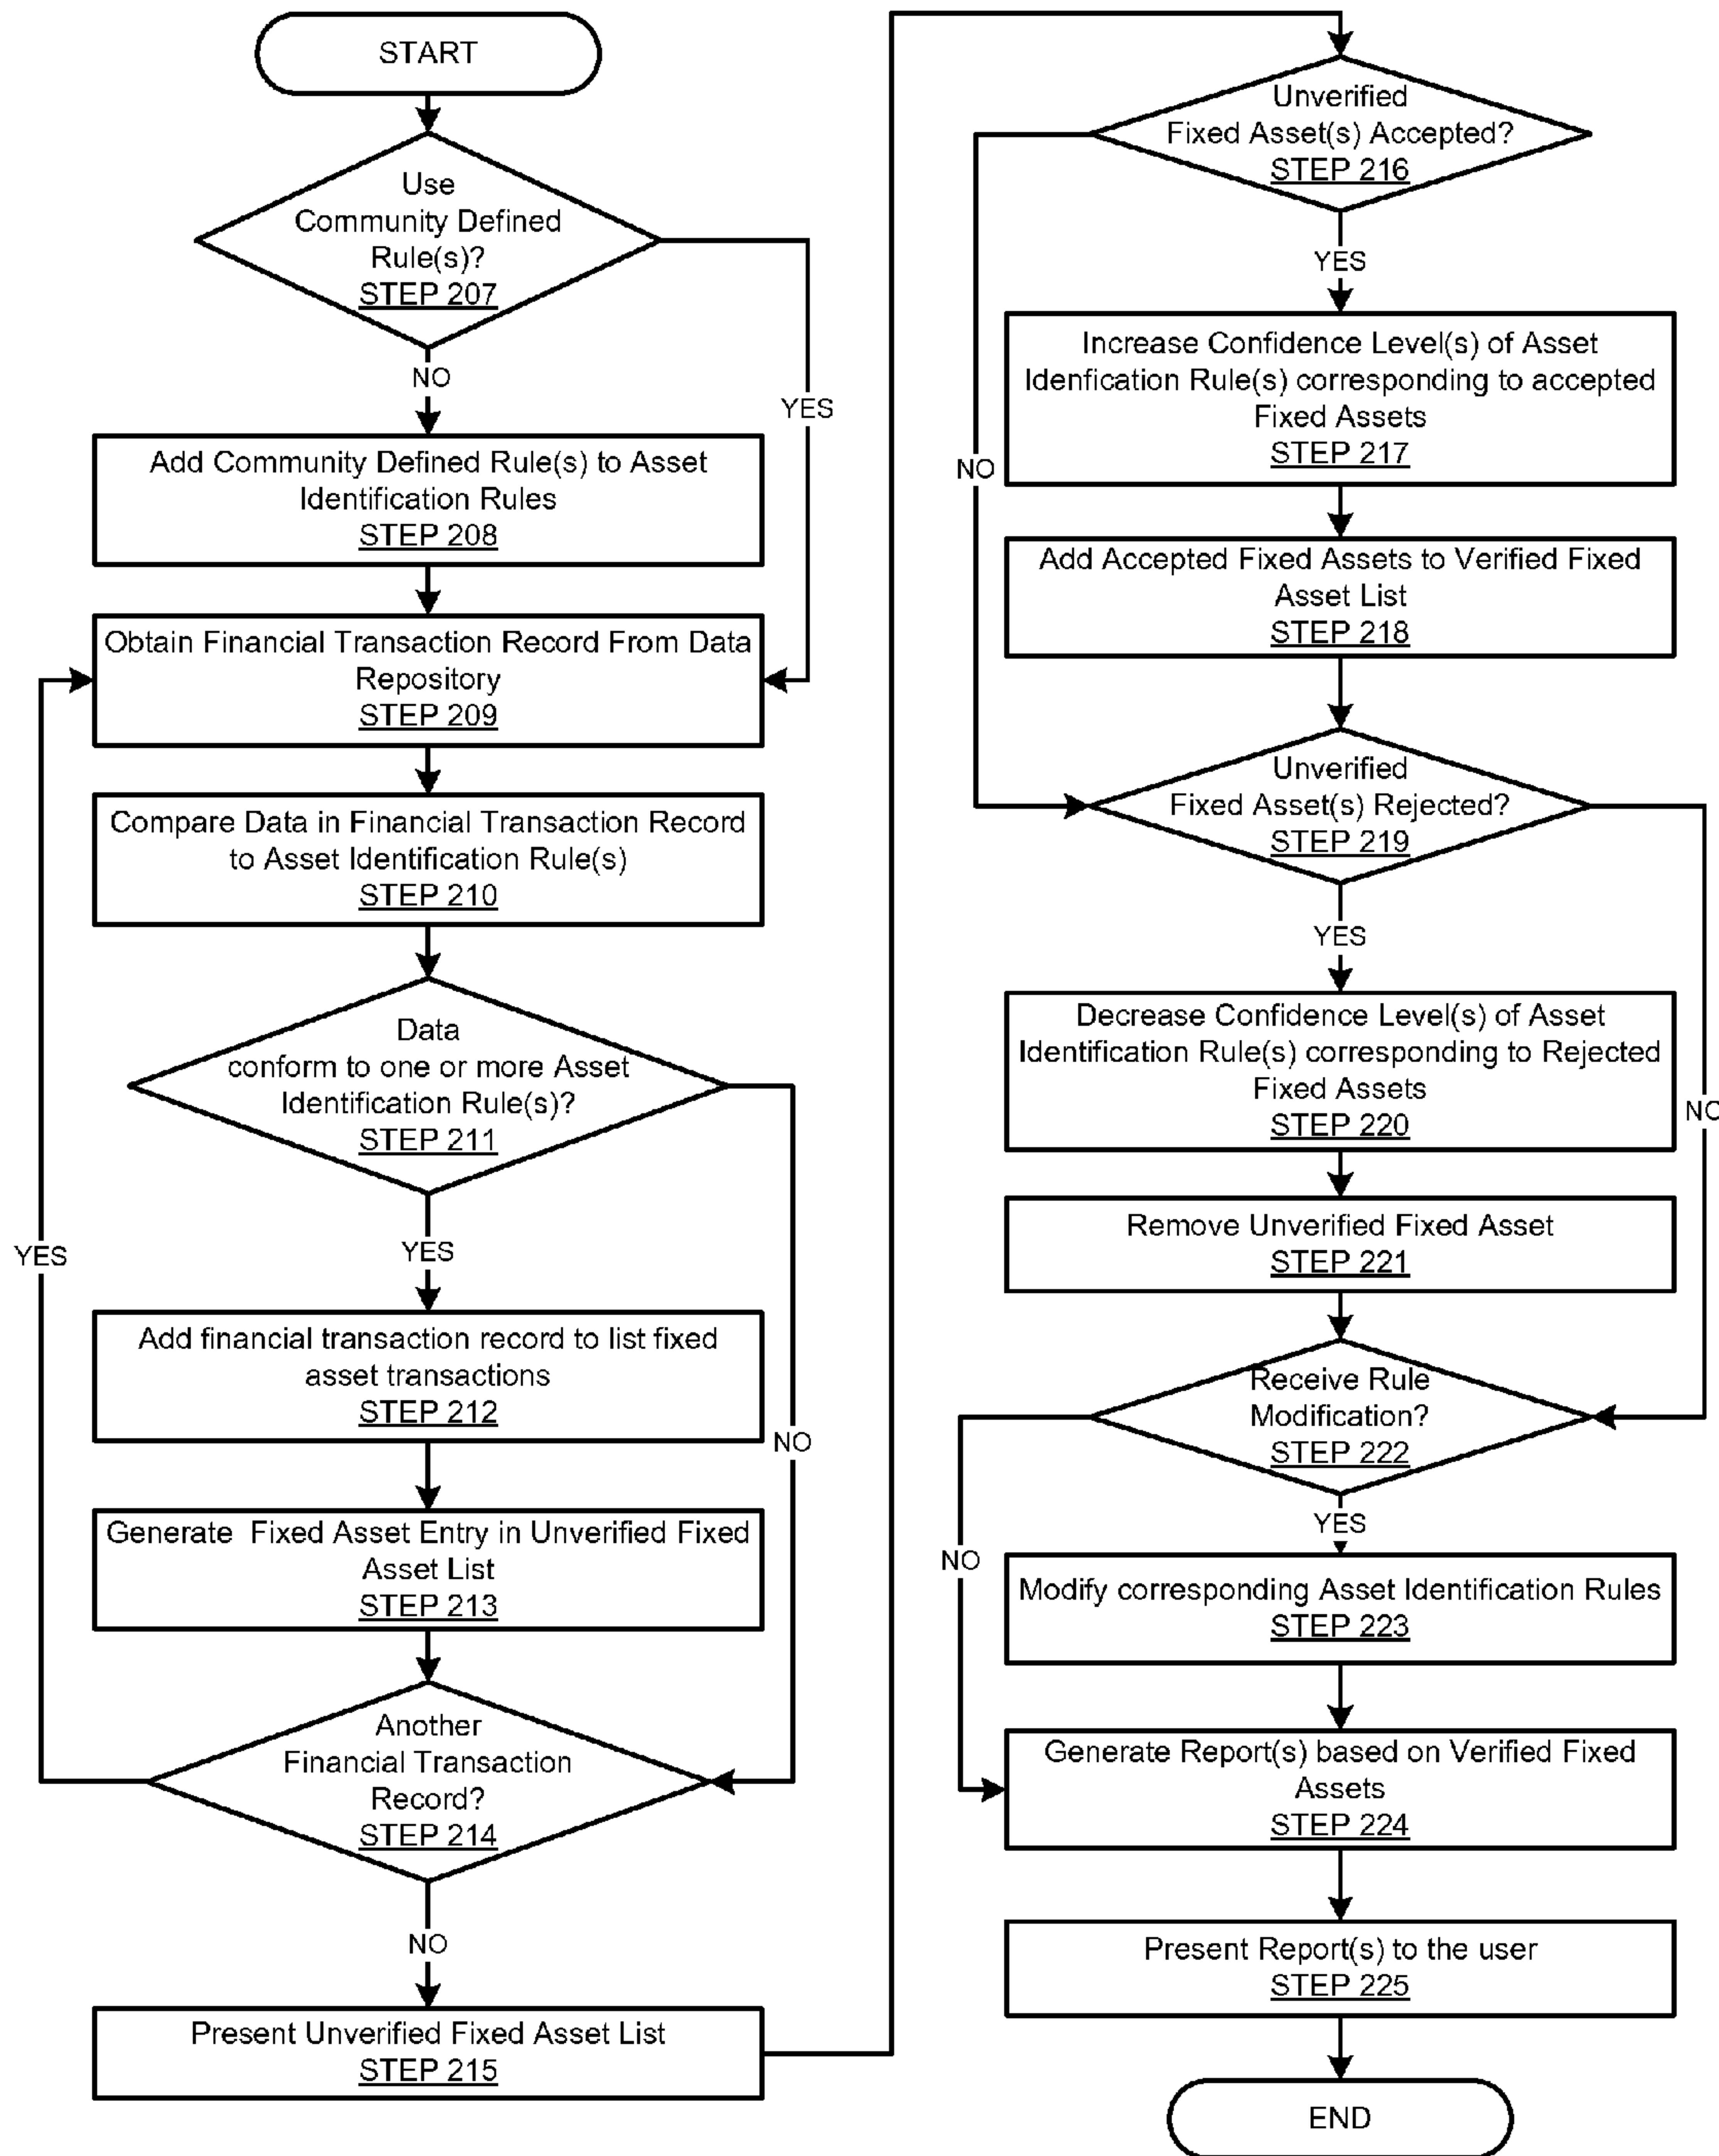 START
Use
Community Defined
Rule(s)?
STEP 207
NO
YES
Add Community Defined Rule(s) to Asset
Identification Rules
STEP 208
Obtain Financial Transaction Record From Data
Repository
STEP 209
Compare Data in Financial Transaction Record
to Asset Identification Rule(s)
STEP 210
Data
conform to one or more Asset
Identification Rule(s)?
STEP 211
YES
YES
NO
Add financial transaction record to list fixed
asset transactions
STEP 212
Generate Fixed Asset Entry in Unverified Fixed
Asset List
STEP 213
Another
Financial Transaction
Record?
STEP 214
NO
Present Unverified Fixed Asset List
STEP 215
Unverified
Fixed Asset(s) Accepted?
STEP 216
YES
NO
Increase Confidence Level(s) of Asset
Idenfication Rule(s) corresponding to accepted
Fixed Assets
STEP 217
Add Accepted Fixed Assets to Verified Fixed
Asset List
STEP 218
Unverified
Fixed Asset(s) Rejected?
STEP 219
YES
NO
Decrease Confidence Level(s) of Asset
Identification Rule(s) corresponding to Rejected
Fixed Assets
STEP 220
Remove Unverified Fixed Asset
STEP 221
Receive Rule
Modification?
STEP 222
YES
NO
Modify corresponding Asset Identification Rules
STEP 223
Generate Report(s) based on Verified Fixed
Assets
STEP 224
Present Report(s) to the user
STEP 225
END